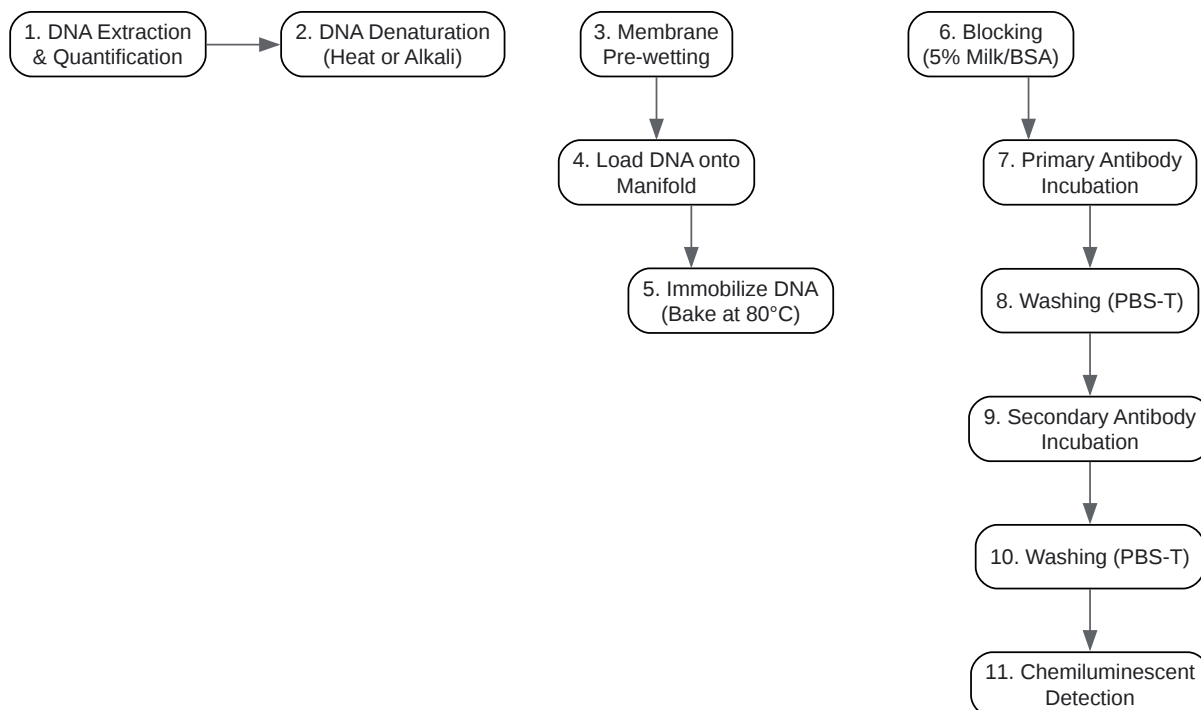 1. DNA Extraction
& Quantification
2. DNA Denaturation
(Heat or Alkali)
3. Membrane
Pre-wetting
4. Load DNA onto
Manifold
5. Immobilize DNA
(Bake at 80°C)
6. Blocking
(5% Milk/BSA)
7. Primary Antibody
Incubation
8. Washing (PBS-T)
9. Secondary Antibody
Incubation
10. Washing (PBS-T)
11. Chemiluminescent
Detection